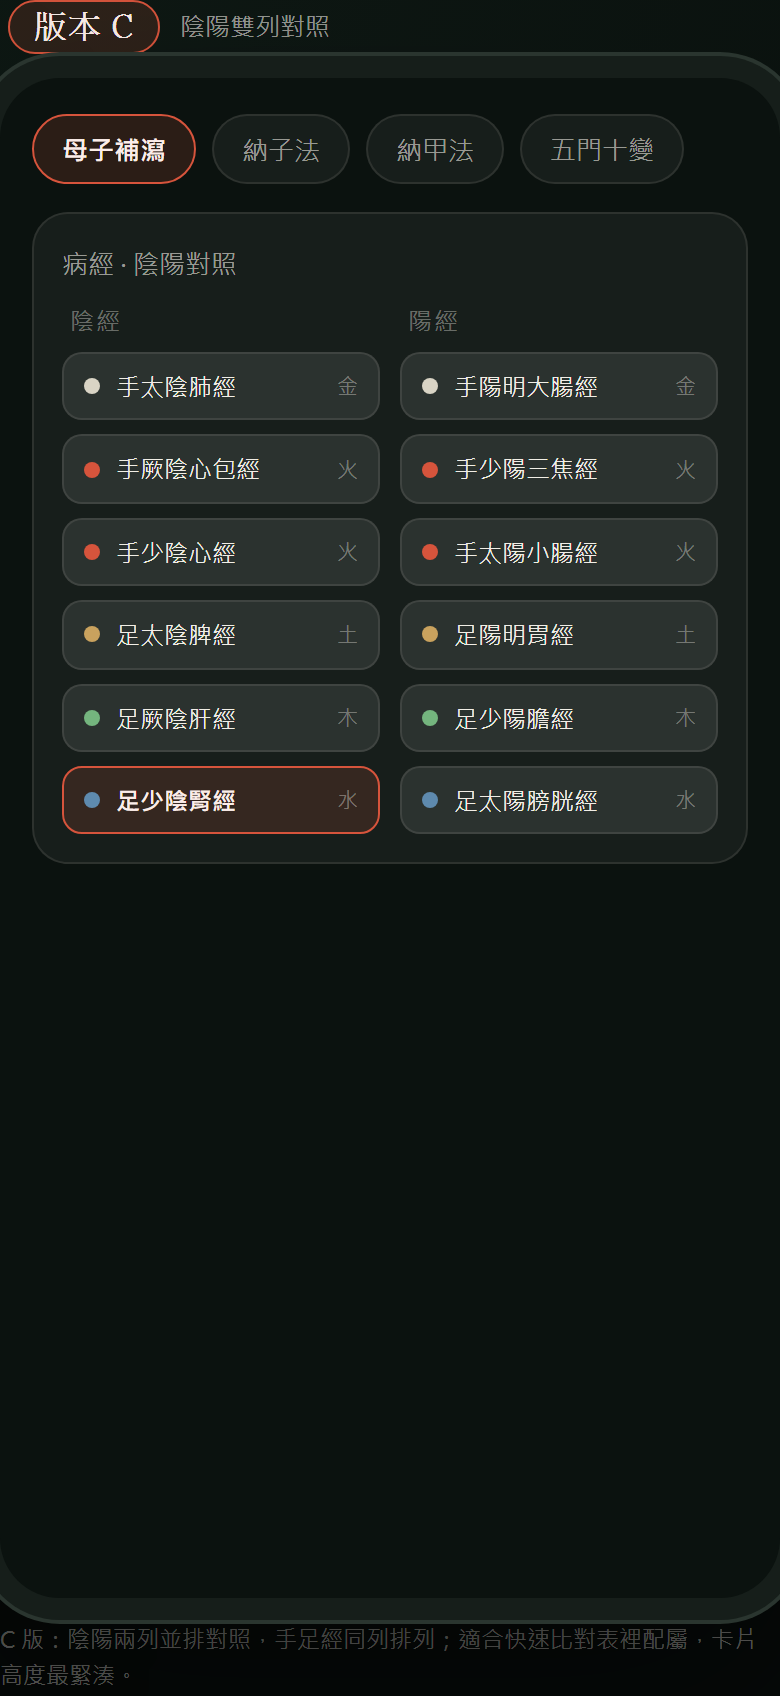 版本 C 陰陽雙列對照
母子補瀉 納子法 納甲法 五門十變
病經 · 陰陽對照
陰經 陽經
手太陰肺經 金 手陽明大腸經 金
手厥陰心包經 火 手少陽三焦經 火
手少陰心經 火 手太陽小腸經 火
足太陰脾經 土 足陽明胃經 土
足厥陰肝經 木 足少陽膽經 木
足少陰腎經 水 足太陽膀胱經 水
C 版：陰陽兩列並排對照，手足經同列排列；適合快速比對表裡配屬，卡片
高度最緊湊。